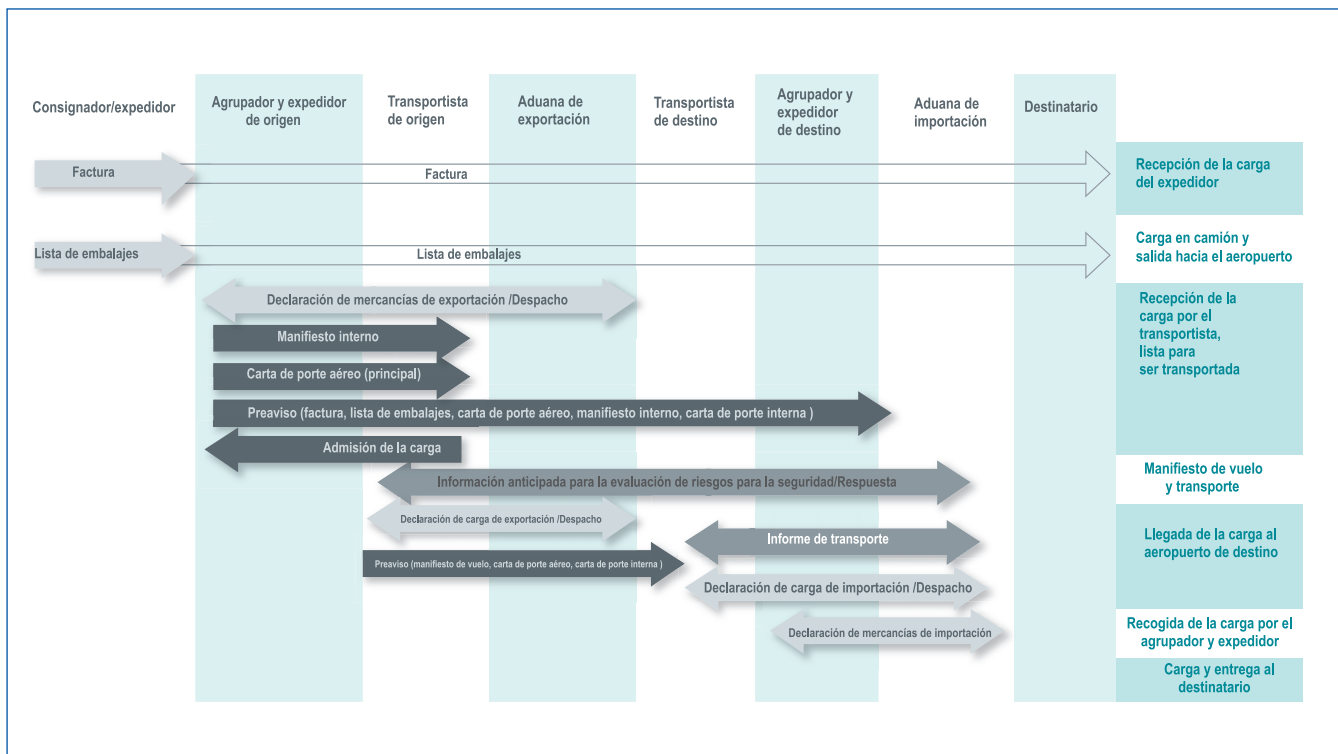 Consignador/expedidor
Agrupador y expedidor
de origen
Transportista
de origen
Aduana de
exportación
Transportista
de destino
Agrupador y
expedidor
de destino
Aduana de
importación
Destinatario
Factura
Factura
Recepción de la carga
del expedidor
Lista de embalajes
Lista de embalajes
Carga en camión y
salida hacia el aeropuerto
Declaración de mercancías de exportación /Despacho
Recepción de la
carga por el
transportista,
lista para
ser transportada
Manifiesto interno
Carta de porte aéreo (principal)
Preaviso (factura, lista de embalajes, carta de porte aéreo, manifiesto interno, carta de porte interna )
Admisión de la carga
Información anticipada para la evaluación de riesgos para la seguridad/Respuesta
Manifiesto de vuelo
y transporte
Declaración de carga de exportación /Despacho
Informe de transporte
Llegada de la carga al
aeropuerto de destino
Preaviso (manifiesto de vuelo, carta de porte aéreo, carta de porte interna )
Declaración de carga de importación /Despacho
Declaración de mercancías de importación
Recogida de la carga por el
agrupador y expedidor
Carga y entrega al
destinatario